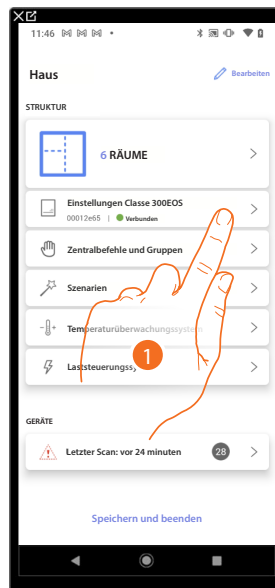 11:46
Haus
Bearbeiten
STRUKTUR
6 RÄUME
Einstellungen Classe 300EOS
00012e65 | Verbunden
Zentralbefehle und Gruppen
Szenarien
Temperaturüberwachungssystem
Laststeuerungssy
1
GERÄTE
Letzter Scan: vor 24 minuten 28
Speichern und beenden